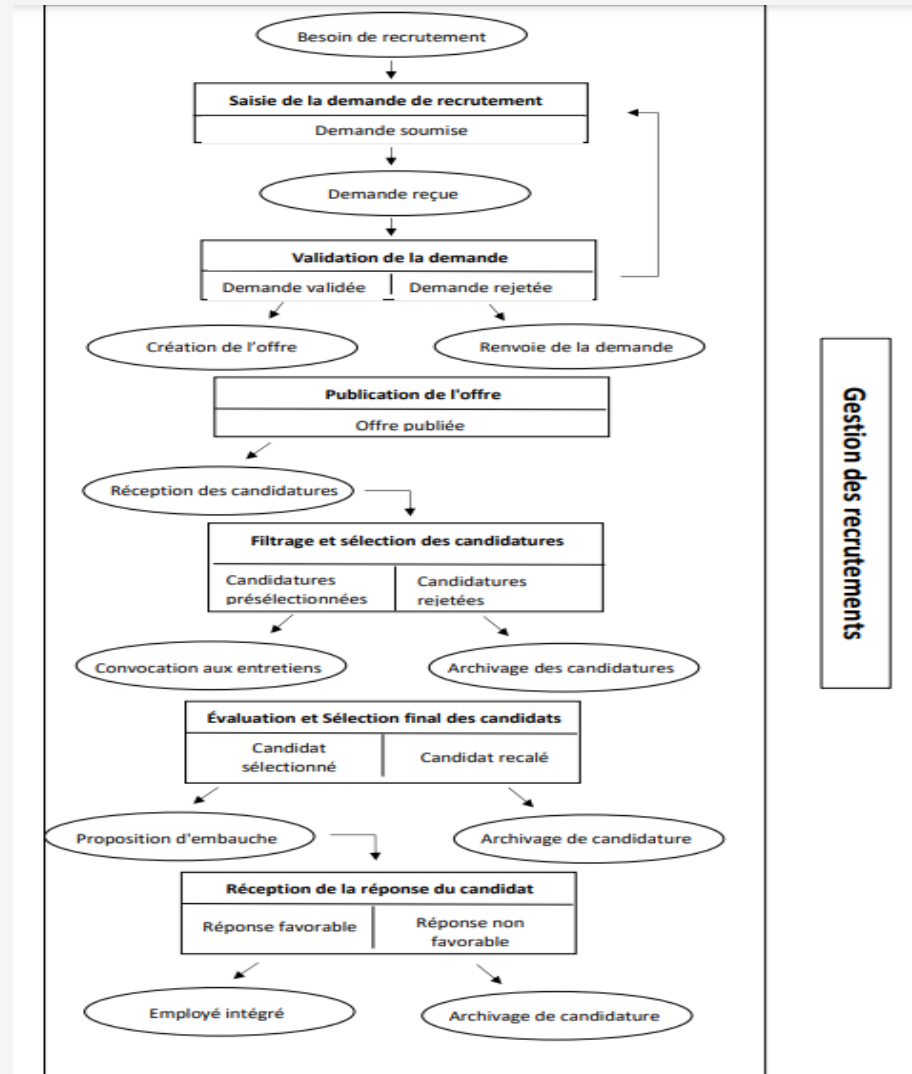 Besoin de recrutement
Saisie de la demande de recrutement
Demande soumise
Demande reçue
Validation de la demande
Demande validée
Demande rejetée
Création de l'offre
Renvoie de la demande
Publication de l'offre
Offre publiée
Réception des candidatures
Filtrage et sélection des candidatures
Candidatures
présélectionnées
Candidatures
rejetées
Convocation aux entretiens
Archivage des candidatures
Évaluation et Sélection final des candidats
Candidat
sélectionné
Candidat recalé
Proposition d'embauche
Archivage de candidature
Réception de la réponse du candidat
Réponse favorable
Réponse non
favorable
Employé intégré
Archivage de candidature
Gestion des recrutements